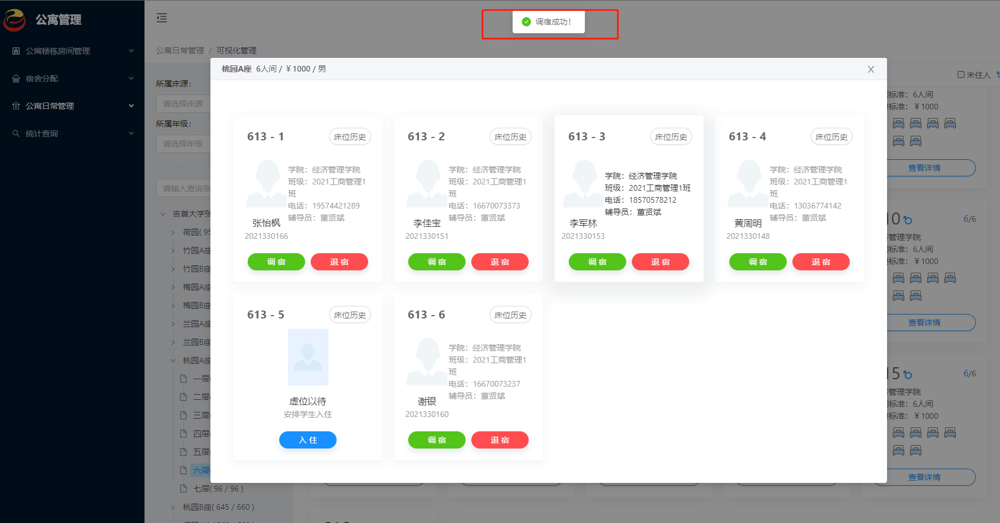 公寓管理
公寓楼栋房间管理
宿舍分配
公寓日常管理
统计查询
调宿成功！
公寓日常管理 / 可视化管理
未住人
所属床源：
请选择床源
所属年级：
请选择年级
请输入查询条
吉首大学张
荷园( 95
竹园A座
竹园B座
梅园A座
梅园B座
兰园A座
兰园B座
桃园A座
一层(
二层(
三层(
四层(
五层(
六层(
七层( 96 / 96 )
桃园B座( 645 / 660 )
桃园A座 6人间 / ￥1000 / 男
613 - 1
床位历史
学院：经济管理学院
班级：2021工商管理1
班
电话：19574421289
辅导员：董贤斌
张怡枫
2021330166
调 宿
退 宿
613 - 2
床位历史
学院：经济管理学院
班级：2021工商管理1
班
电话：16670073373
辅导员：董贤斌
李佳宝
2021330151
调 宿
退 宿
613 - 3
床位历史
学院：经济管理学院
班级：2021工商管理1班
电话：18570578212
辅导员：董贤斌
李军林
2021330153
调 宿
退 宿
613 - 4
床位历史
学院：经济管理学院
班级：2021工商管理1
班
电话：13036774142
辅导员：董贤斌
黄周明
2021330148
调 宿
退 宿
613 - 5
床位历史
虚位以待
安排学生入住
入 住
613 - 6
床位历史
学院：经济管理学院
班级：2021工商管理1
班
电话：16670073237
辅导员：董贤斌
谢银
2021330160
调 宿
退 宿
标准：6人间
标准：￥1000
查看详情
10
6/6
管理学院
标准：6人间
标准：￥1000
查看详情
15
6/6
管理学院
标准：6人间
标准：￥1000
查看详情